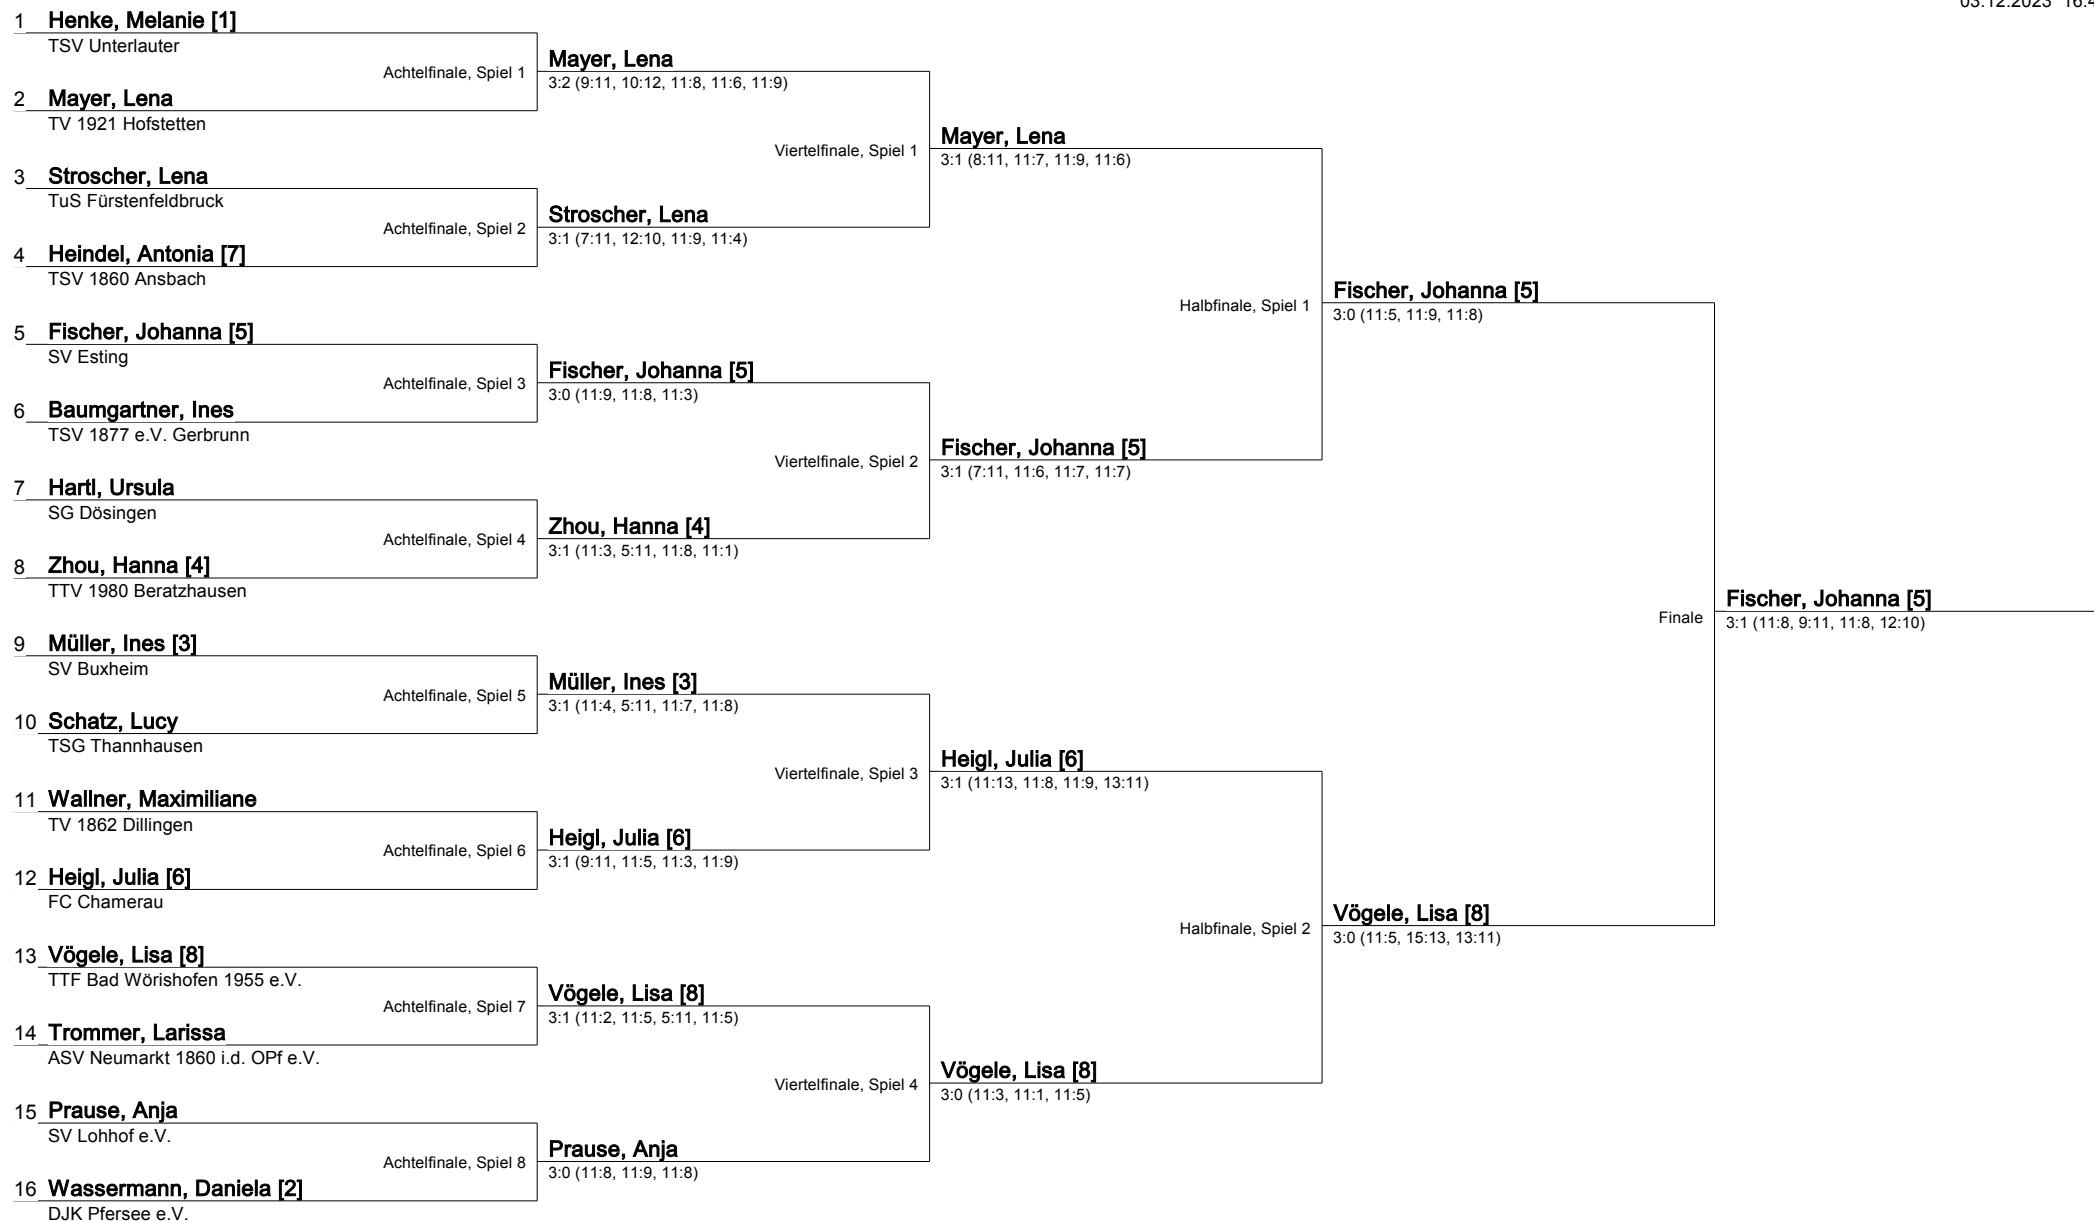 03.12.2023 16:4
1 Henke, Melanie [1]
TSV Unterlauter
Achtelfinale, Spiel 1
Mayer, Lena
3:2 (9:11, 10:12, 11:8, 11:6, 11:9)
2 Mayer, Lena
TV 1921 Hofstetten
Viertelfinale, Spiel 1
Mayer, Lena
3:1 (8:11, 11:7, 11:9, 11:6)
3 Stroscher, Lena
TuS Fürstenfeldbruck
Achtelfinale, Spiel 2
Stroscher, Lena
3:1 (7:11, 12:10, 11:9, 11:4)
4 Heindel, Antonia [7]
TSV 1860 Ansbach
Halbfinale, Spiel 1
Fischer, Johanna [5]
3:0 (11:5, 11:9, 11:8)
5 Fischer, Johanna [5]
SV Esting
Achtelfinale, Spiel 3
Fischer, Johanna [5]
3:0 (11:9, 11:8, 11:3)
6 Baumgartner, Ines
TSV 1877 e.V. Gerbrunn
Viertelfinale, Spiel 2
Fischer, Johanna [5]
3:1 (7:11, 11:6, 11:7, 11:7)
7 Hartl, Ursula
SG Dösingen
Achtelfinale, Spiel 4
Zhou, Hanna [4]
3:1 (11:3, 5:11, 11:8, 11:1)
8 Zhou, Hanna [4]
TTV 1980 Beratzhausen
Finale
Fischer, Johanna [5]
3:1 (11:8, 9:11, 11:8, 12:10)
9 Müller, Ines [3]
SV Buxheim
Achtelfinale, Spiel 5
Müller, Ines [3]
3:1 (11:4, 5:11, 11:7, 11:8)
10 Schatz, Lucy
TSG Thannhausen
Viertelfinale, Spiel 3
Heigl, Julia [6]
3:1 (11:13, 11:8, 11:9, 13:11)
11 Wallner, Maximiliane
TV 1862 Dillingen
Achtelfinale, Spiel 6
Heigl, Julia [6]
3:1 (9:11, 11:5, 11:3, 11:9)
12 Heigl, Julia [6]
FC Chamerau
Halbfinale, Spiel 2
Vögele, Lisa [8]
3:0 (11:5, 15:13, 13:11)
13 Vögele, Lisa [8]
TTF Bad Wörishofen 1955 e.V.
Achtelfinale, Spiel 7
Vögele, Lisa [8]
3:1 (11:2, 11:5, 5:11, 11:5)
14 Trommer, Larissa
ASV Neumarkt 1860 i.d. OPf e.V.
Viertelfinale, Spiel 4
Vögele, Lisa [8]
3:0 (11:3, 11:1, 11:5)
15 Prause, Anja
SV Lohhof e.V.
Achtelfinale, Spiel 8
Prause, Anja
3:0 (11:8, 11:9, 11:8)
16 Wassermann, Daniela [2]
DJK Pfersee e.V.